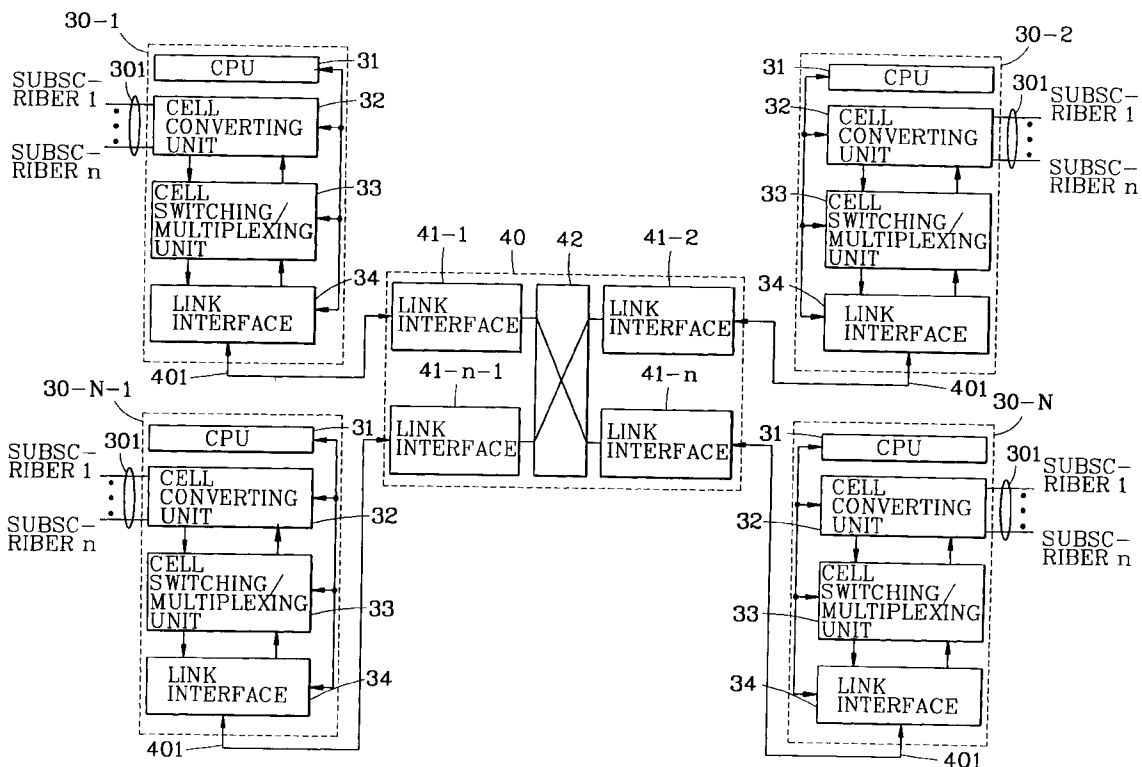 30-1
31
CPU
301
SUBSC-
RIBER 1
32
CELL
CONVERTING
UNIT
SUBSC-
RIBER n
33
CELL
SWITCHING/
MULTIPLEXING
UNIT
34
LINK
INTERFACE
401
30-2
31
CPU
32
301
CELL
CONVERTING
UNIT
SUBSC-
RIBER 1
SUBSC-
RIBER n
33
CELL
SWITCHING/
MULTIPLEXING
UNIT
34
LINK
INTERFACE
401
41-1
40
42
41-2
LINK
INTERFACE
LINK
INTERFACE
41-n-1
41-n
LINK
INTERFACE
LINK
INTERFACE
30-N-1
CPU
31
301
SUBSC-
RIBER 1
CELL
CONVERTING
UNIT
32
SUBSC-
RIBER n
CELL
SWITCHING/
MULTIPLEXING
UNIT
33
LINK
INTERFACE
34
401
30-N
31
CPU
301
CELL
CONVERTING
UNIT
32
SUBSC-
RIBER 1
SUBSC-
RIBER n
CELL
SWITCHING/
MULTIPLEXING
UNIT
33
LINK
INTERFACE
34
401